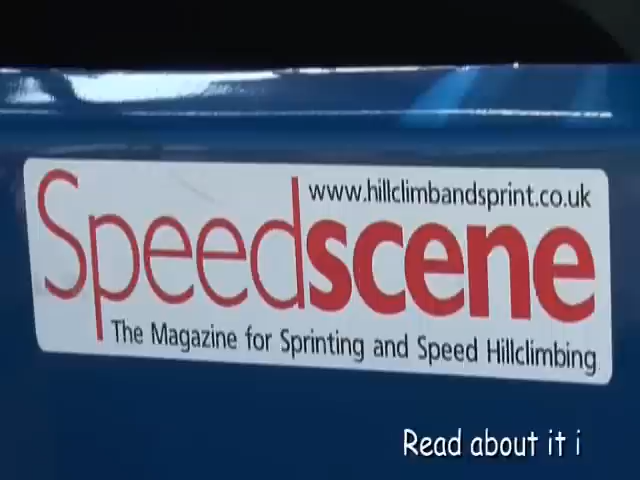 www.hillclimbandsprint.co.uk
Speedscene
The Magazine for Sprinting and Speed Hillclimbing
Read about it i